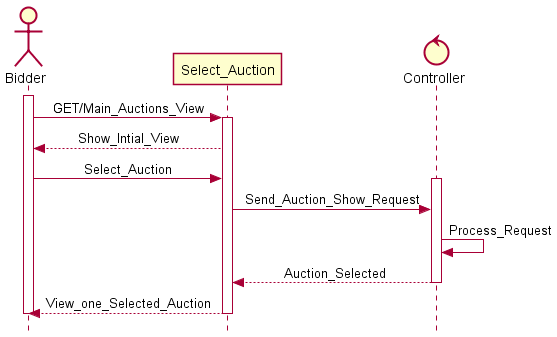 Bidder
Select_Auction
Controller
GET/Main_Auctions_View
Show_Intial_View
Select_Auction
Send_Auction_Show_Request
Process_Request
Auction_Selected
View_one_Selected_Auction